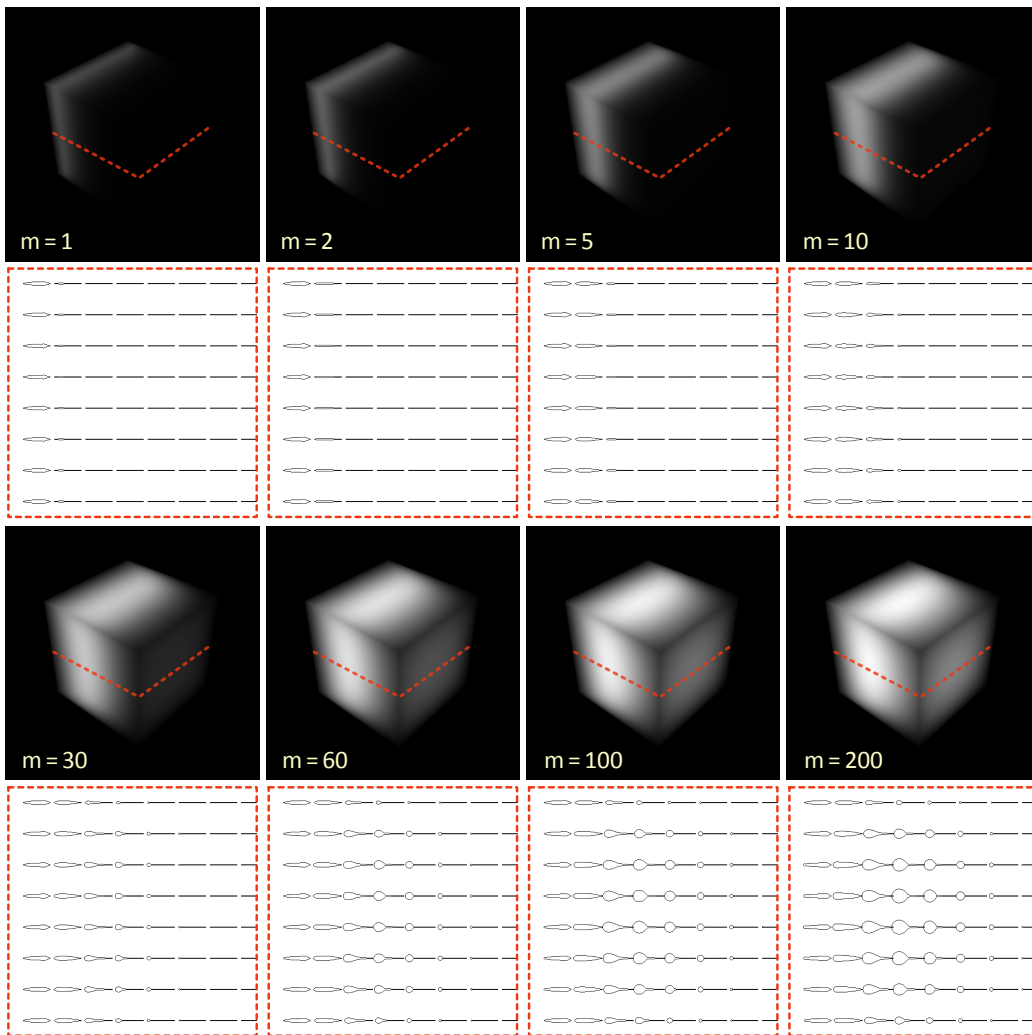 m = 1
m = 2
m = 5
m = 10
m = 30
m = 60
m = 100
m = 200